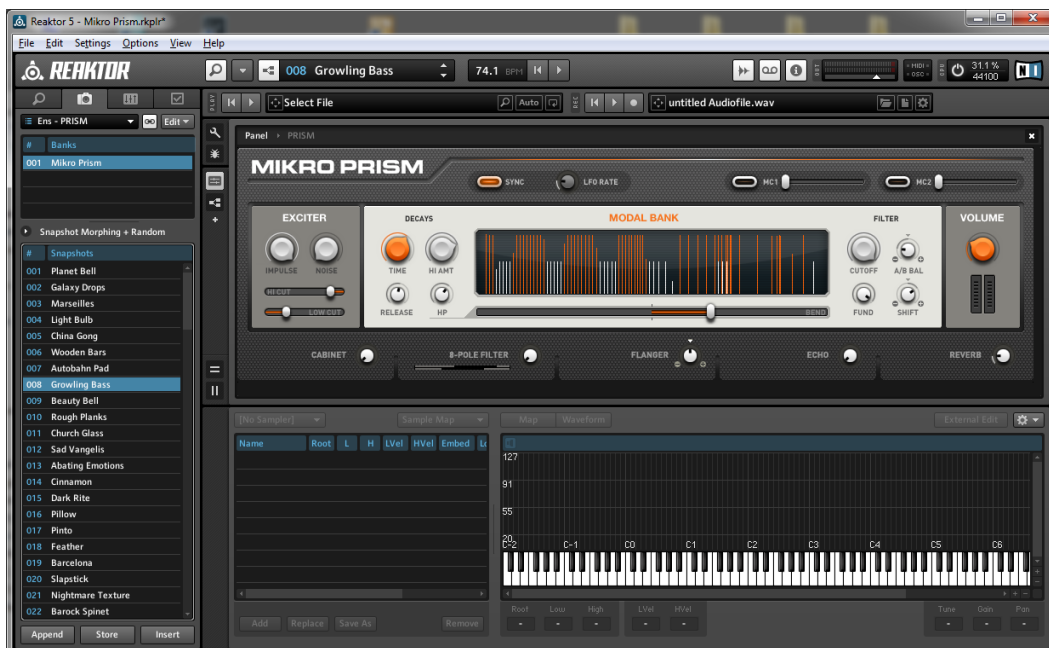 Reaktor 5 - Mikro Prism.rkplr*
File Edit Settings Options View Help
REAKTOR
008 Growling Bass
74.1 BPM
OUT
MIDI
OSC
CPU
31.1 %
44100
NI
PLAY
Select File
Auto
REC
untitled Audiofile.wav
Ens - PRISM
Edit
# Banks
001 Mikro Prism
Snapshot Morphing + Random
# Snapshots
001 Planet Bell
002 Galaxy Drops
003 Marseilles
004 Light Bulb
005 China Gong
006 Wooden Bars
007 Autobahn Pad
008 Growling Bass
009 Beauty Bell
010 Rough Planks
011 Church Glass
012 Sad Vangelis
013 Abating Emotions
014 Cinnamon
015 Dark Rite
016 Pillow
017 Pinto
018 Feather
019 Barcelona
020 Slapstick
021 Nightmare Texture
022 Barock Spinet
Append Store Insert
Panel PRISM
MIKRO PRISM
SYNC LFO RATE MC1 MC2
EXCITER DECAYS MODAL BANK FILTER VOLUME
IMPULSE NOISE TIME HI AMT CUTOFF A/B BAL
HI CUT
LOW CUT RELEASE HP BEND FUND SHIFT
CABINET 8-POLE FILTER FLANGER ECHO REVERB
[No Sampler] Sample Map Map Waveform External Edit
Name Root L H LVel HVel Embed Lo
127
91
55
20
C-2 C-1 C0 C1 C2 C3 C4 C5 C6
Root Low High LVel HVel Tune Gain Pan
- - - - - - - -
Add Replace Save As Remove